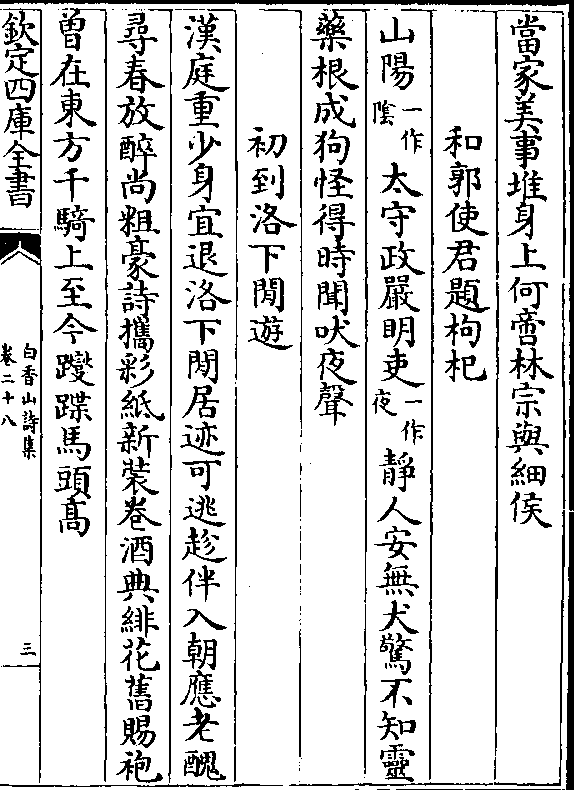 當家美事堆身上何啻林宗與細侯
和郭使君題枸杞
山陽一作陰太守政嚴明吏一作夜靜人安無犬驚不知靈
藥根成狗怪得時聞吠夜聲
初到洛下閒遊
漢庭重少身宜退洛下閒居迹可逃趁伴入朝應老醜
尋春放醉尚粗豪詩攜彩紙新裝卷酒典緋花舊賜袍
曽在東方千騎上至今躞蹀馬頭髙
欽定四庫全書
白香山詩集
卷二十八
三